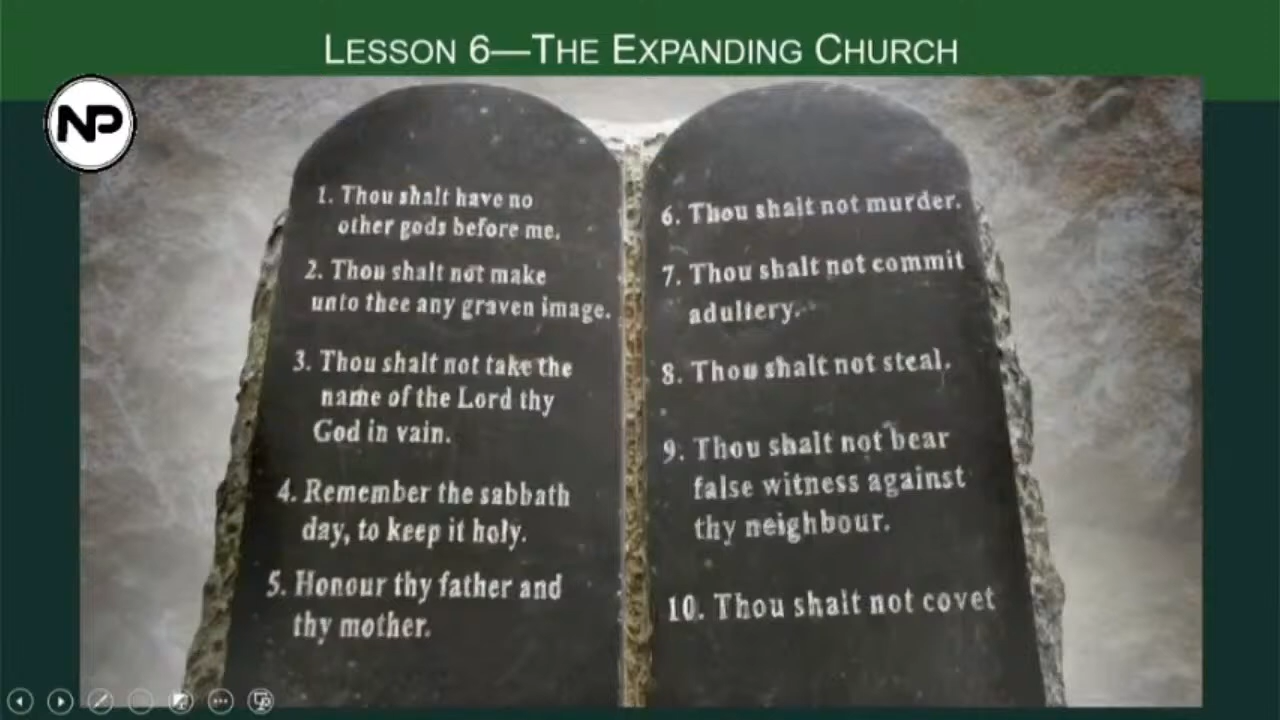 LESSON 6—THE EXPANDING CHURCH
NP
1. Thou shalt have no
other gods before me.
2. Thou shalt not make
unto thee any graven image.
3. Thou shalt not take the
name of the Lord thy
God in vain.
4. Remember the sabbath
day, to keep it holy.
5. Honour thy father and
thy mother.
6. Thou shalt not murder.
7. Thou shalt not commit
adultery.
8. Thou shalt not steal.
9. Thou shalt not bear
false witness against
thy neighbour.
10. Thou shalt not covet